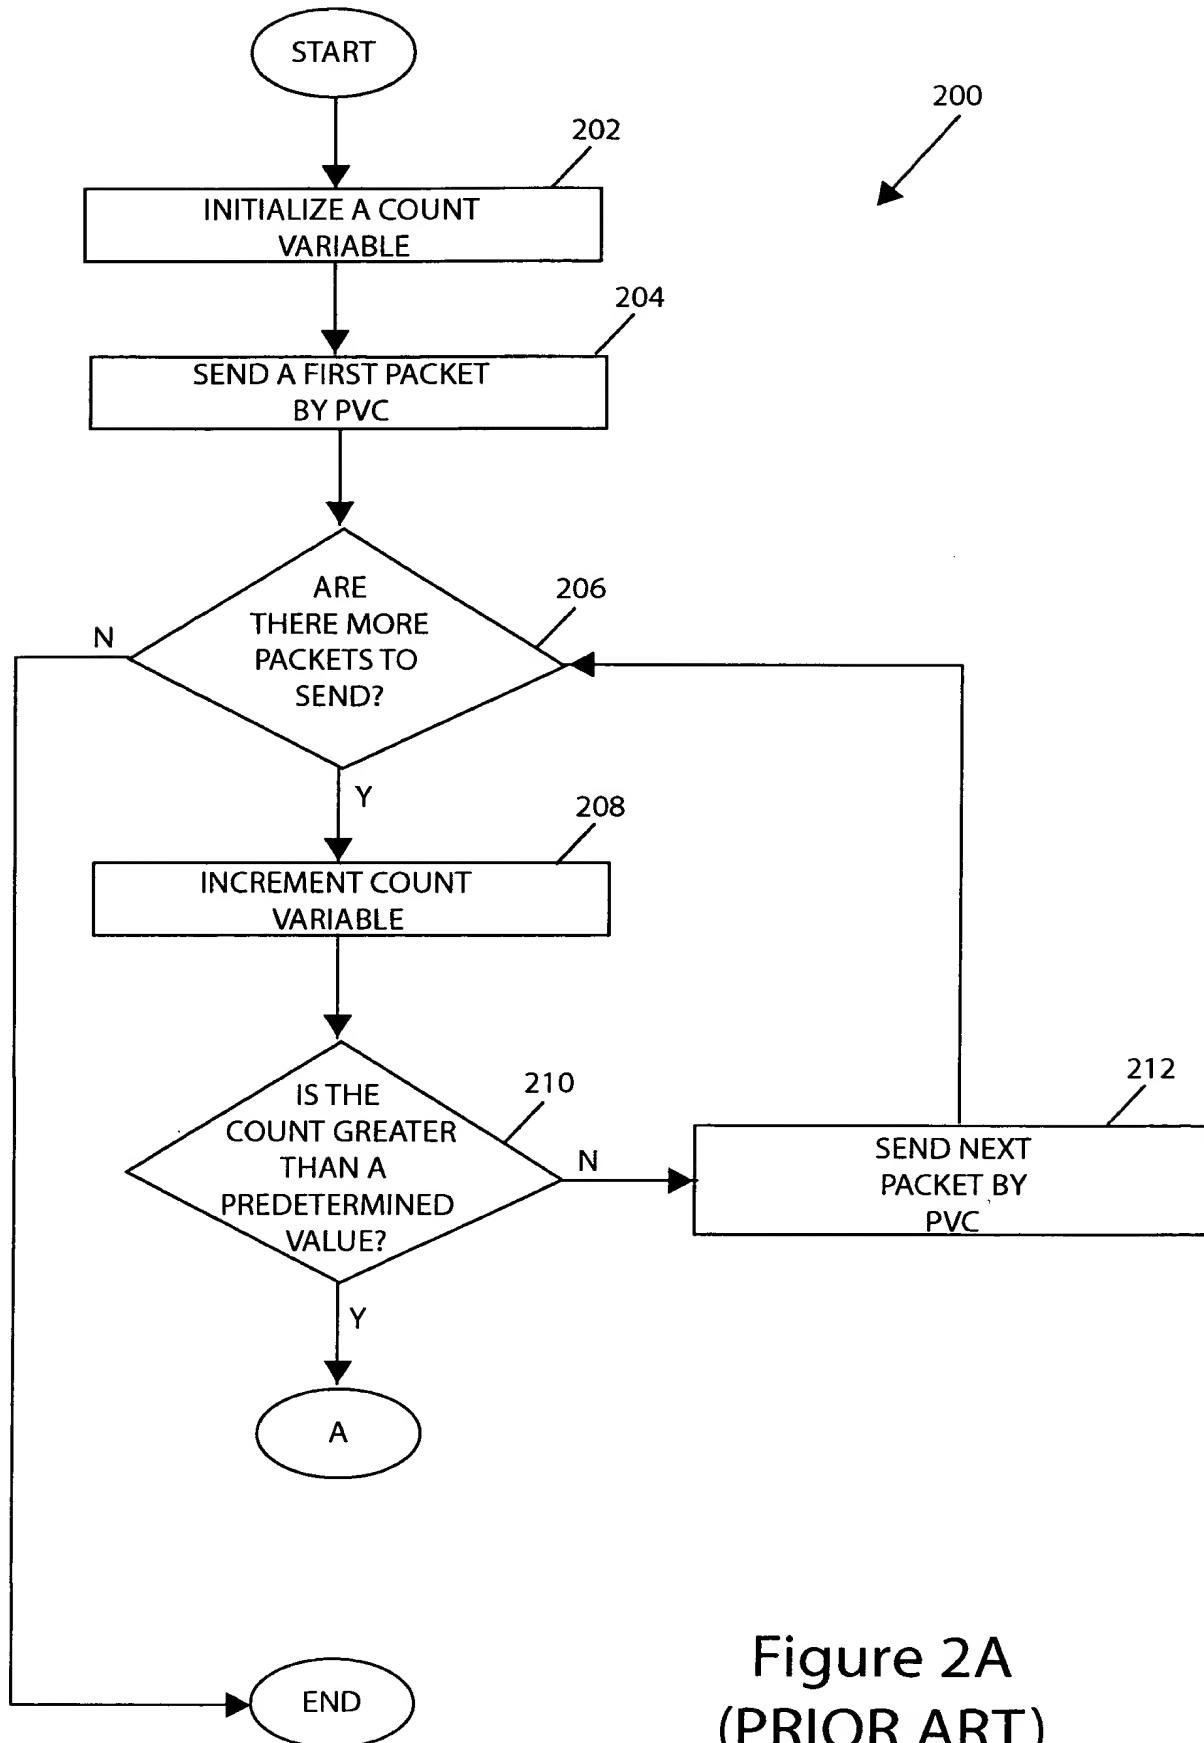 START
200
202
INITIALIZE A COUNT
VARIABLE
204
SEND A FIRST PACKET
BY PVC
ARE
THERE MORE
PACKETS TO
SEND?
206
N
Y
208
INCREMENT COUNT
VARIABLE
IS THE
COUNT GREATER
THAN A
PREDETERMINED
VALUE?
210
N
212
SEND NEXT
PACKET BY
PVC
Y
A
END
Figure 2A
(PRIOR ART)